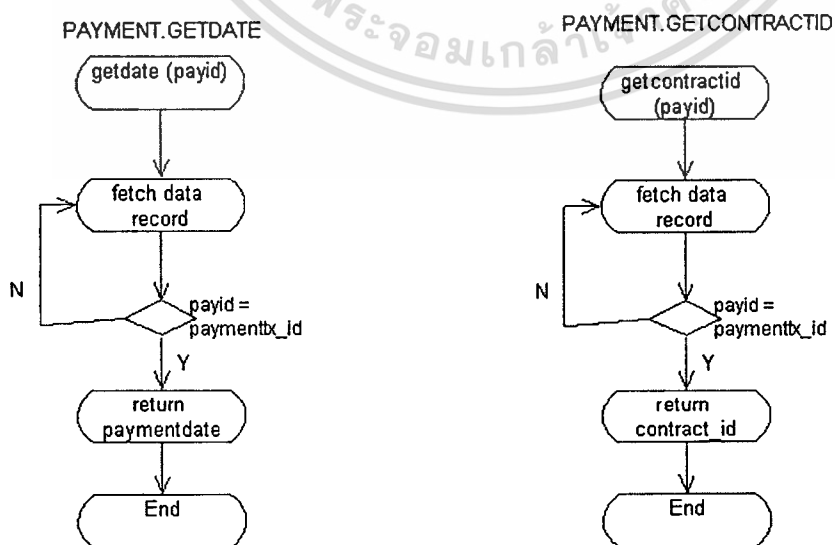 PAYMENT.GETDATE
getdate (payid)
fetch data
record
N
payid =
paymenttx_id
Y
return
paymentdate
End
PAYMENT.GETCONTRACTID
getcontractid
(payid)
fetch data
record
N
payid =
paymenttx_id
Y
return
contract_id
End